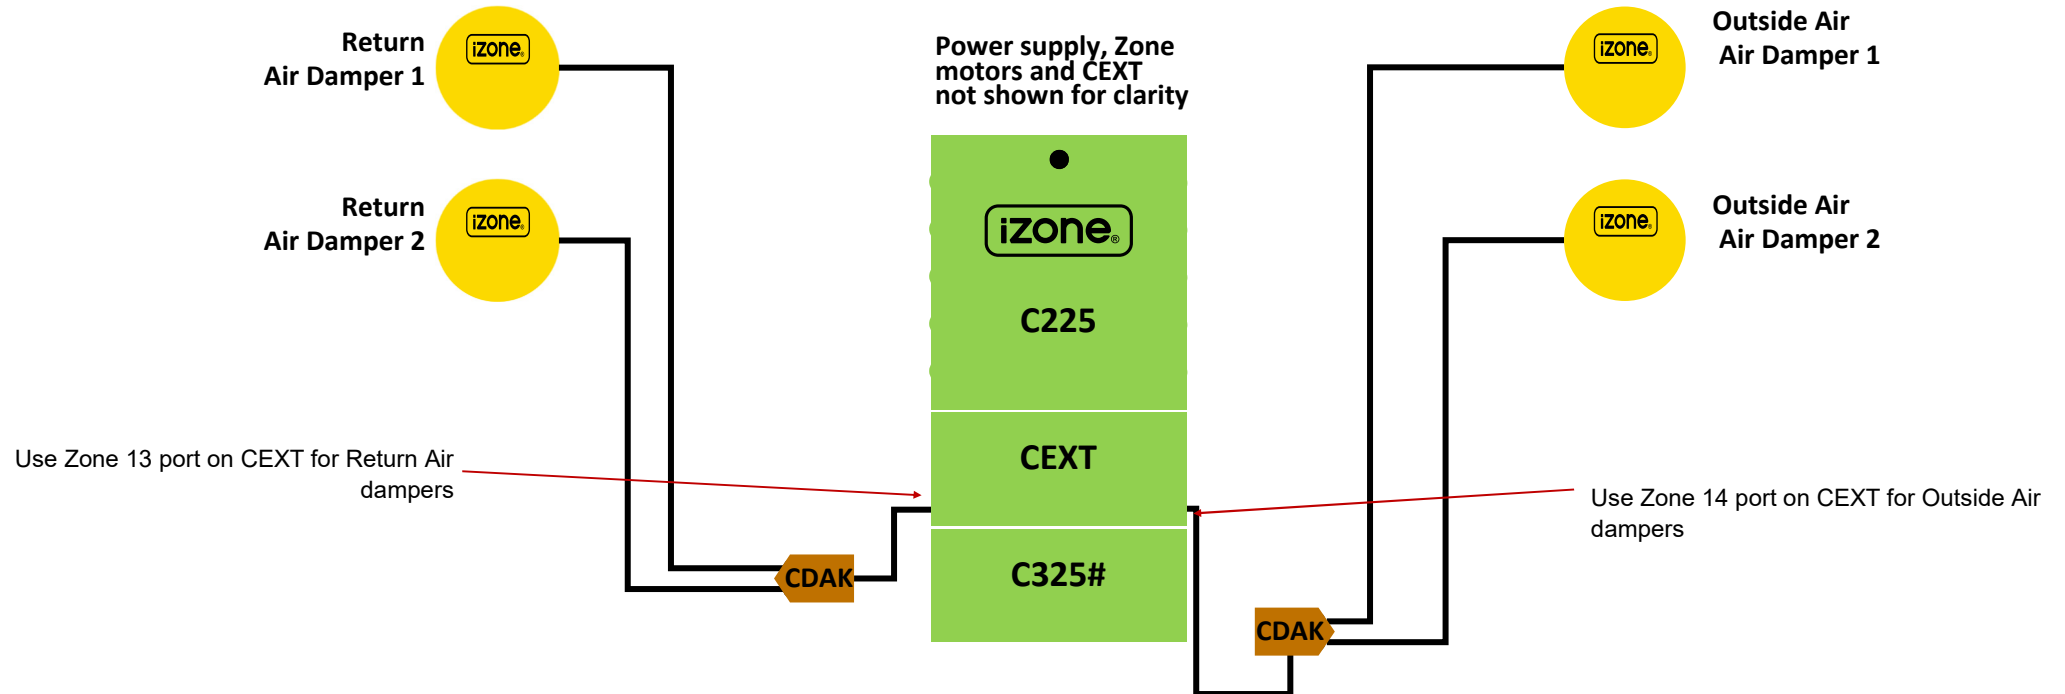 Return
Air Damper 1
iZONE®
Return
Air Damper 2
iZONE®
Power supply, Zone
motors and CEXT
not shown for clarity
iZONE®
C225
CEXT
C325#
Outside Air
Air Damper 1
iZONE®
Outside Air
Air Damper 2
iZONE®
Use Zone 13 port on CEXT for Return Air
dampers
Use Zone 14 port on CEXT for Outside Air
dampers
CDAK
CDAK